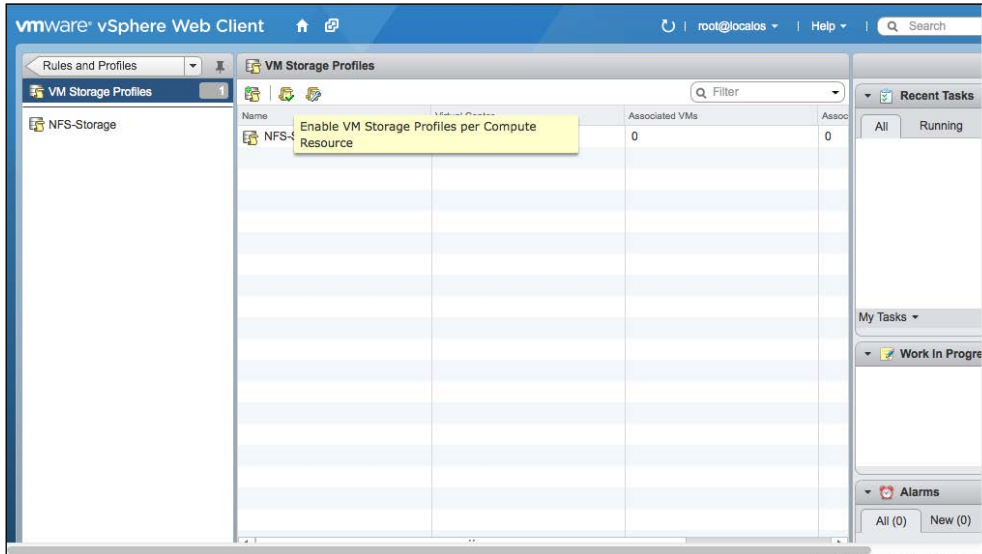 vmware® vSphere Web Client
root@localos
Help
Search
Rules and Profiles
VM Storage Profiles
1
NFS-Storage
VM Storage Profiles
Filter
Name
Associated VMs
Assoc
NFS-S
0
0
Enable VM Storage Profiles per Compute
Resource
Recent Tasks
All
Running
My Tasks
Work In Progre
Alarms
All (0)
New (0)